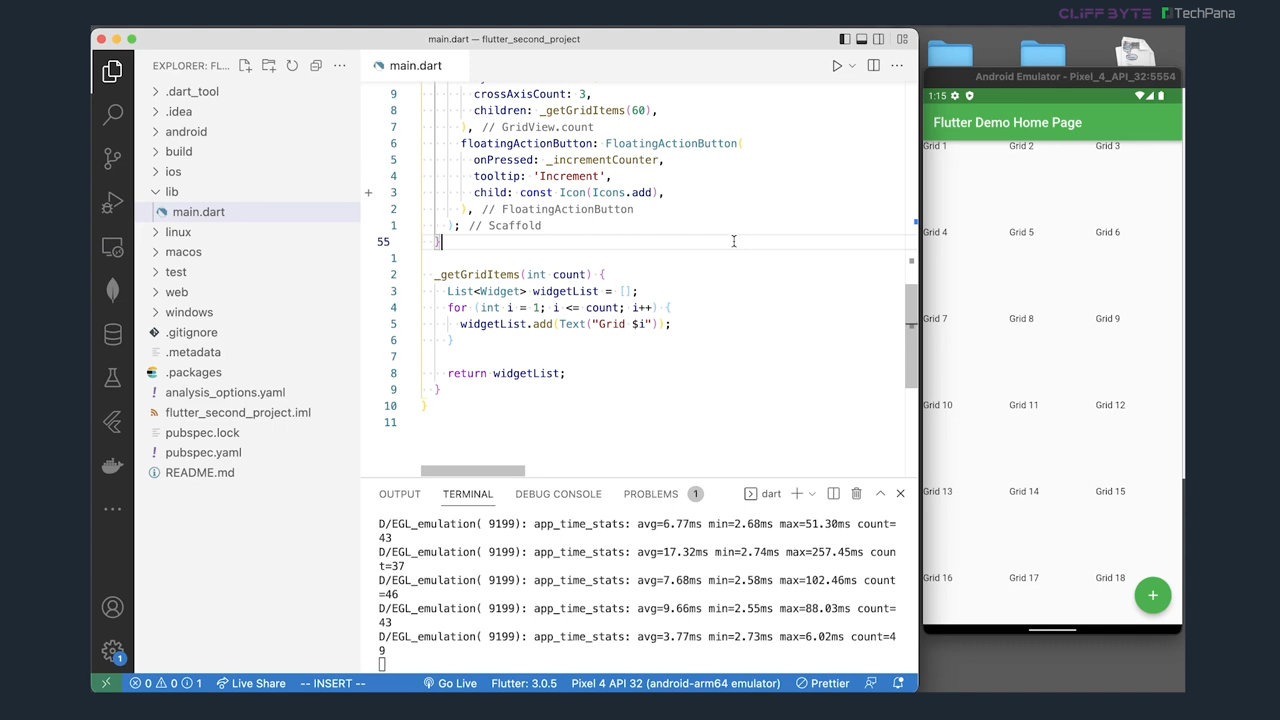 CLIFF BYTE TechPana
main.dart — flutter_second_project
Android Emulator - Pixel_4_API_32:5554
EXPLORER: FL...
main.dart
1:15
Flutter Demo Home Page
.dart_tool
.idea
android
build
ios
lib
main.dart
linux
macos
test
web
windows
.gitignore
.metadata
.packages
analysis_options.yaml
flutter_second_project.iml
pubspec.lock
pubspec.yaml
README.md
9 crossAxisCount: 3,
8 children: _getGridItems(60),
7 ), // GridView.count
6 floatingActionButton: FloatingActionButton(
5 onPressed: _incrementCounter,
4 tooltip: 'Increment',
3 child: const Icon(Icons.add),
2 ), // FloatingActionButton
1 ); // Scaffold
55 }
1
2 _getGridItems(int count) {
3 List<Widget> widgetList = [];
4 for (int i = 1; i <= count; i++) {
5 widgetList.add(Text("Grid $i"));
6 }
7
8 return widgetList;
9 }
10 }
11
OUTPUT TERMINAL DEBUG CONSOLE PROBLEMS 1 dart
D/EGL_emulation( 9199): app_time_stats: avg=6.77ms min=2.68ms max=51.30ms count=
43
D/EGL_emulation( 9199): app_time_stats: avg=17.32ms min=2.74ms max=257.45ms coun
t=37
D/EGL_emulation( 9199): app_time_stats: avg=7.68ms min=2.58ms max=102.46ms count
=46
D/EGL_emulation( 9199): app_time_stats: avg=9.66ms min=2.55ms max=88.03ms count=
43
D/EGL_emulation( 9199): app_time_stats: avg=3.77ms min=2.73ms max=6.02ms count=4
9
Grid 1 Grid 2 Grid 3
Grid 4 Grid 5 Grid 6
Grid 7 Grid 8 Grid 9
Grid 10 Grid 11 Grid 12
Grid 13 Grid 14 Grid 15
Grid 16 Grid 17 Grid 18
1
0 0 1 Live Share -- INSERT -- Go Live Flutter: 3.0.5 Pixel 4 API 32 (android-arm64 emulator) Prettier